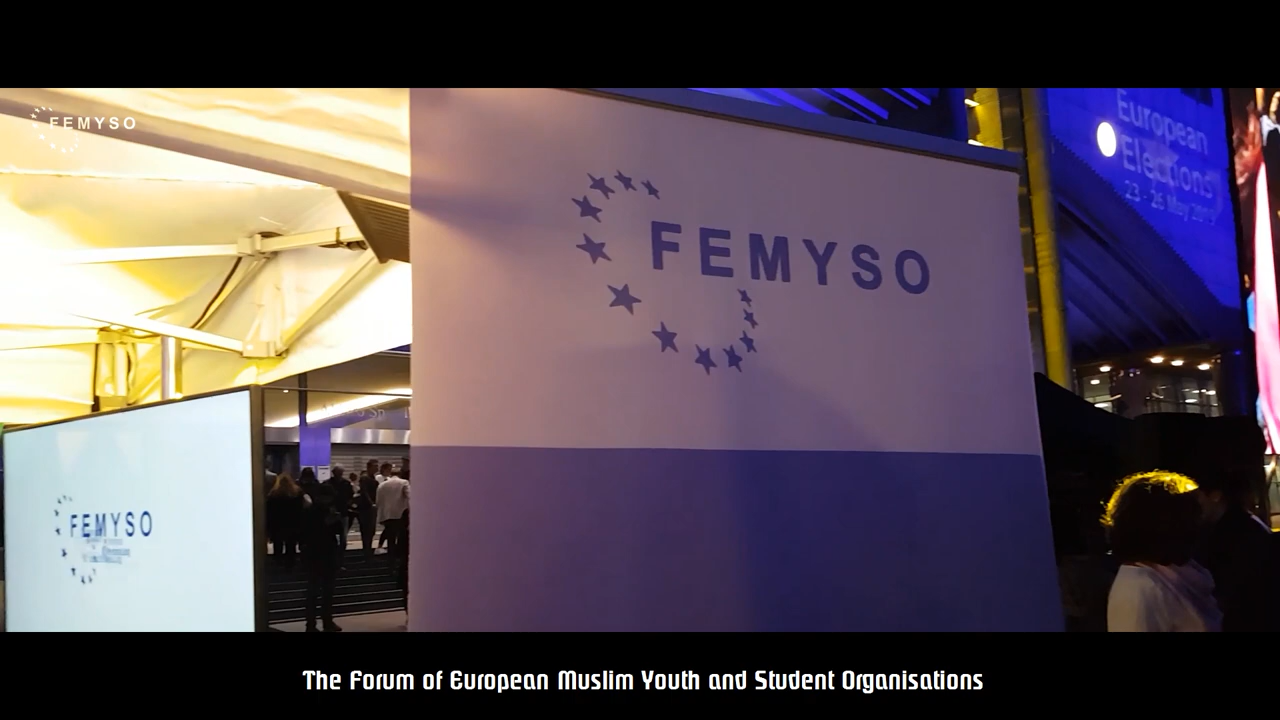 FEMYSO
FEMYSO
European
Elections
23 - 26 May
FEMYSO
The Forum of European Muslim Youth and Student Organisations